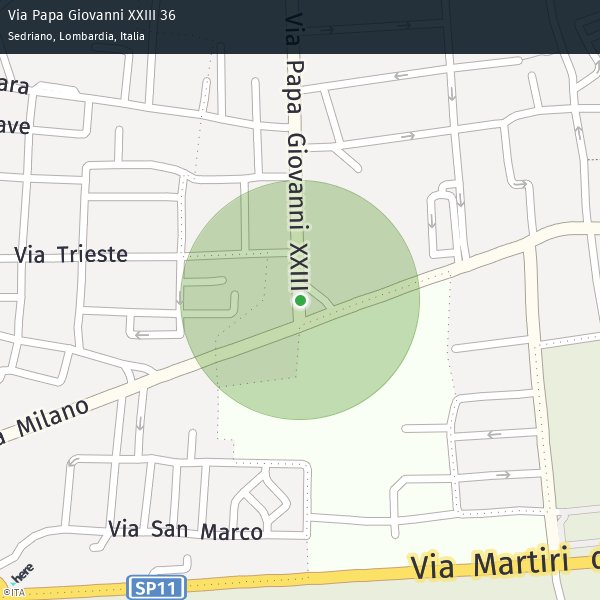 Via Papa Giovanni XXIII 36
Sedriano, Lombardia, Italia
ara
ave
Via Papa Giovanni XXIII
Via Trieste
a Milano
Via San Marco
Via Martiri d
SP11
here
©ITA